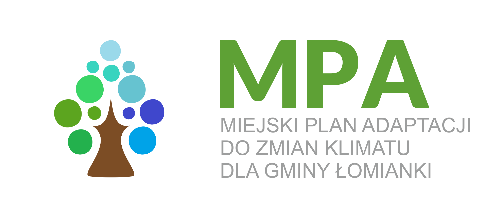 MPA
MIEJSKI PLAN ADAPTACJI
DO ZMIAN KLIMATU
DLA GMINY ŁOMIANKI